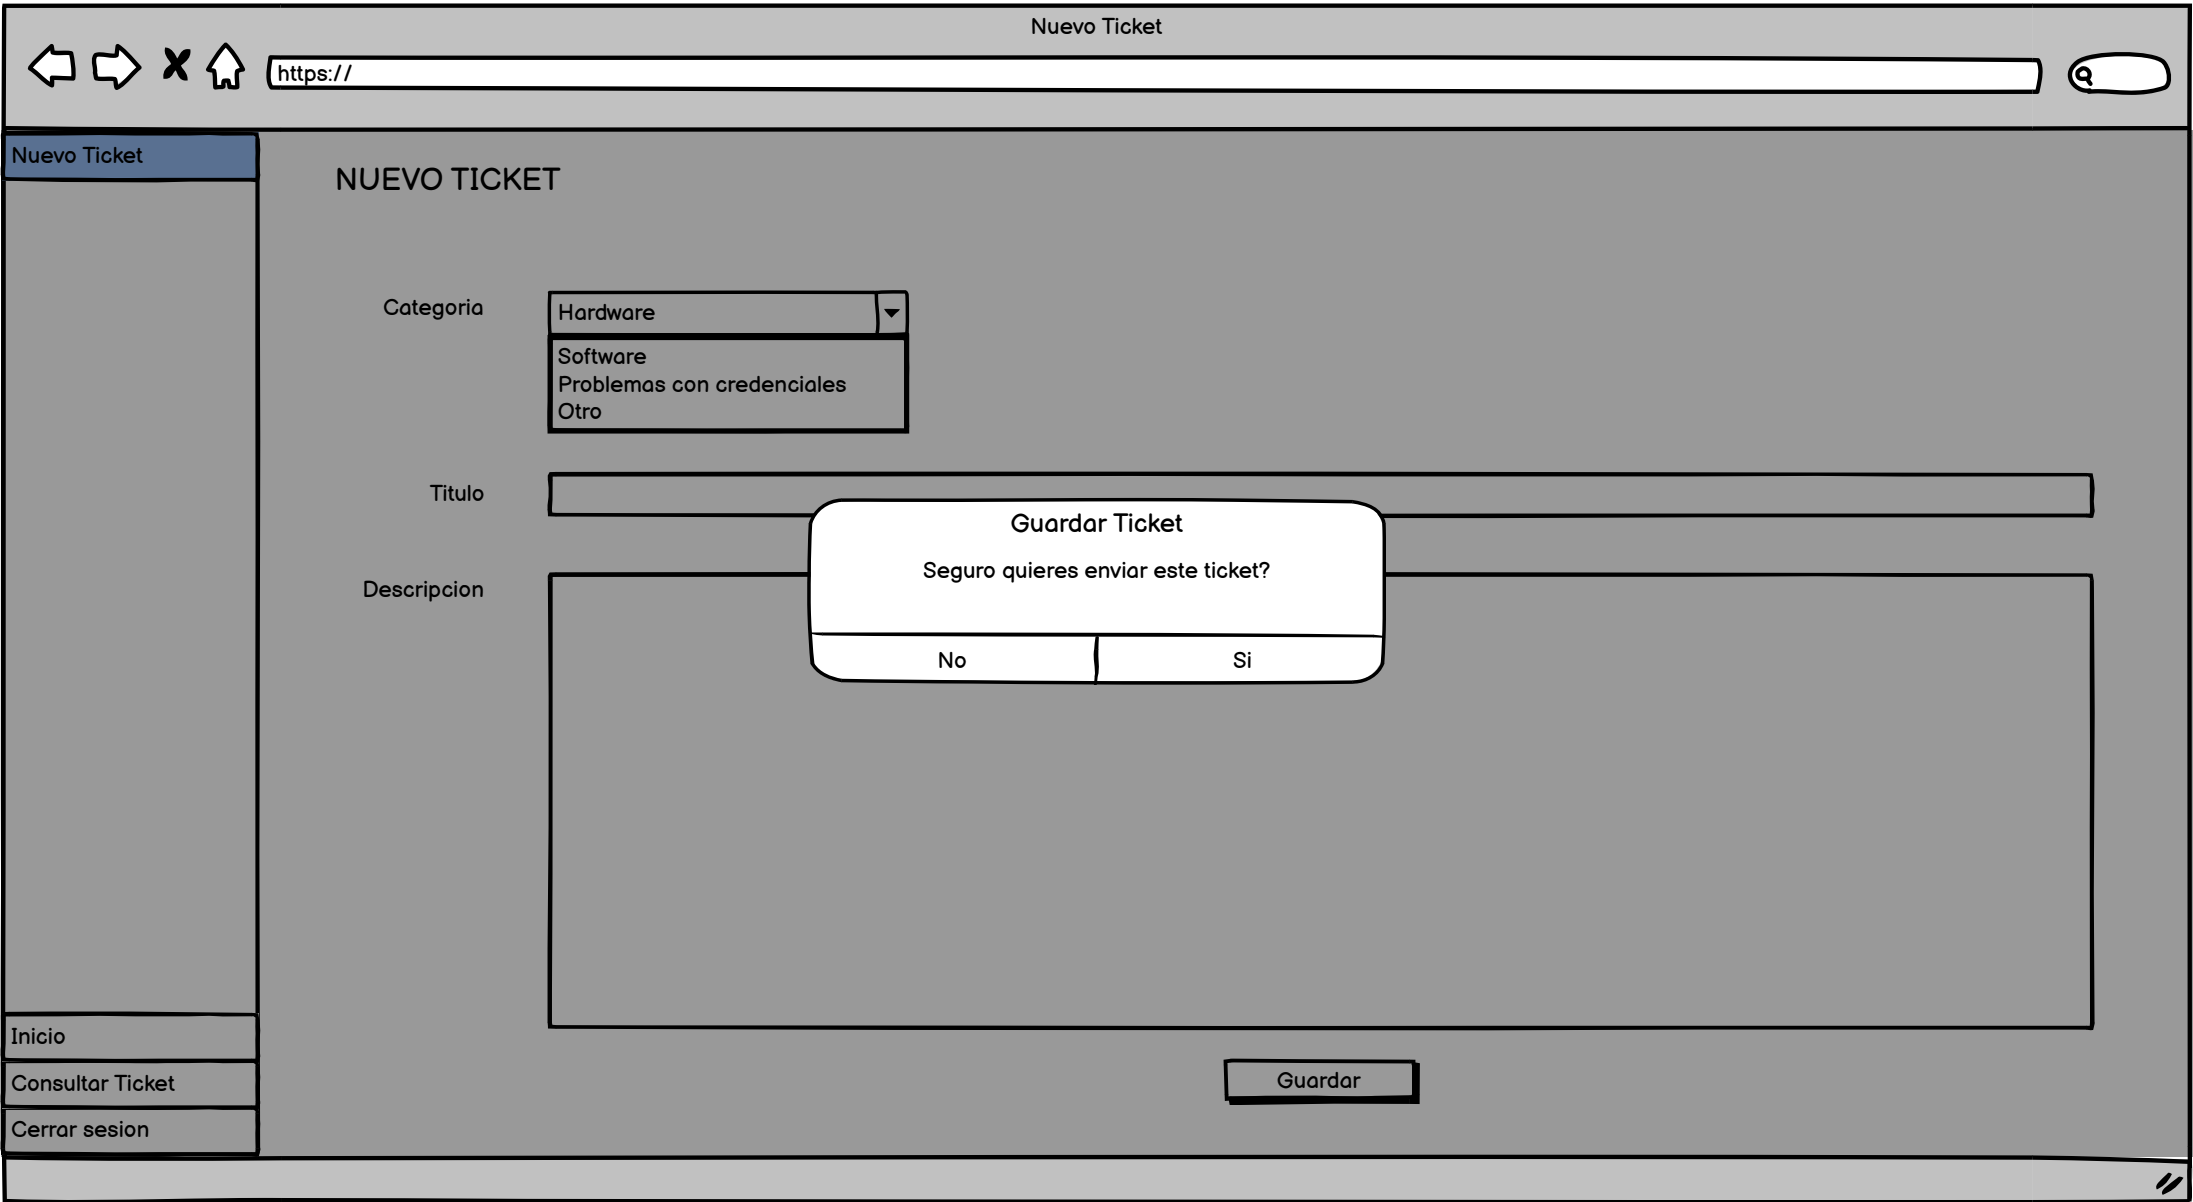 Nuevo Ticket
https://
Nuevo Ticket
NUEVO TICKET
Categoria
Hardware
Software
Problemas con credenciales
Otro
Titulo
Guardar Ticket
Seguro quieres enviar este ticket?
No
Si
Descripcion
Inicio
Consultar Ticket
Cerrar sesion
Guardar